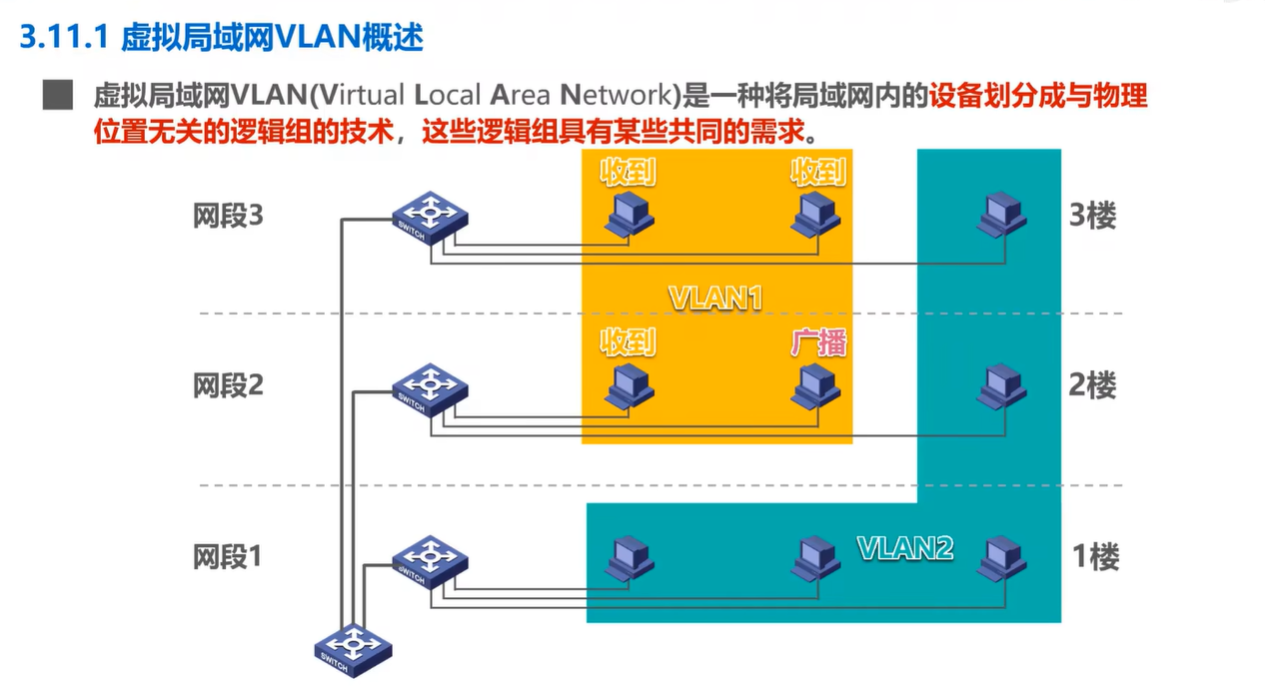 3.11.1 虚拟局域网VLAN概述
虚拟局域网VLAN(Virtual Local Area Network)是一种将局域网内的设备划分成与物理
位置无关的逻辑组的技术，这些逻辑组具有某些共同的需求。
收到 收到
网段3 SWITCH 3楼
VLAN1
收到 广播
网段2 SWITCH 2楼
网段1 SWITCH VLAN2 1楼
SWITCH